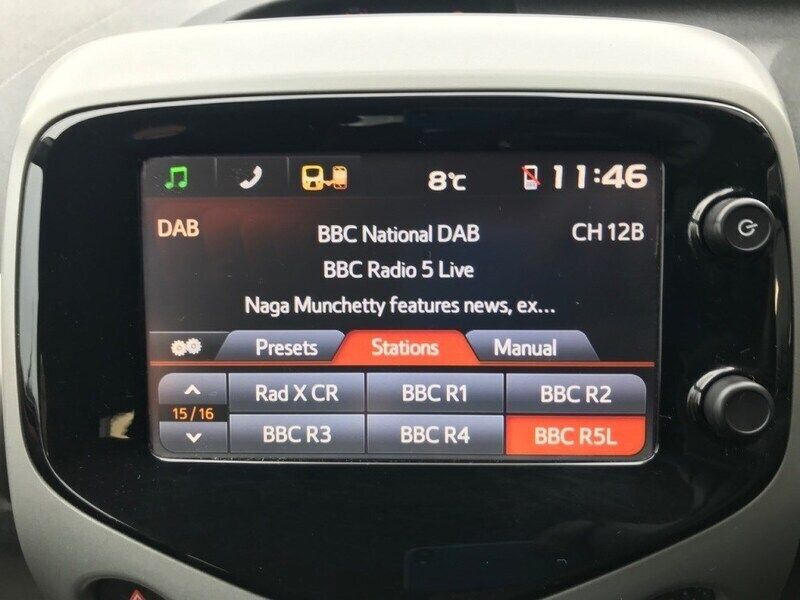 8°C 11:46
DAB BBC National DAB CH 12B
BBC Radio 5 Live
Naga Munchetty features news, ex...
Presets Stations Manual
Rad X CR BBC R1 BBC R2
15 / 16
BBC R3 BBC R4 BBC R5L